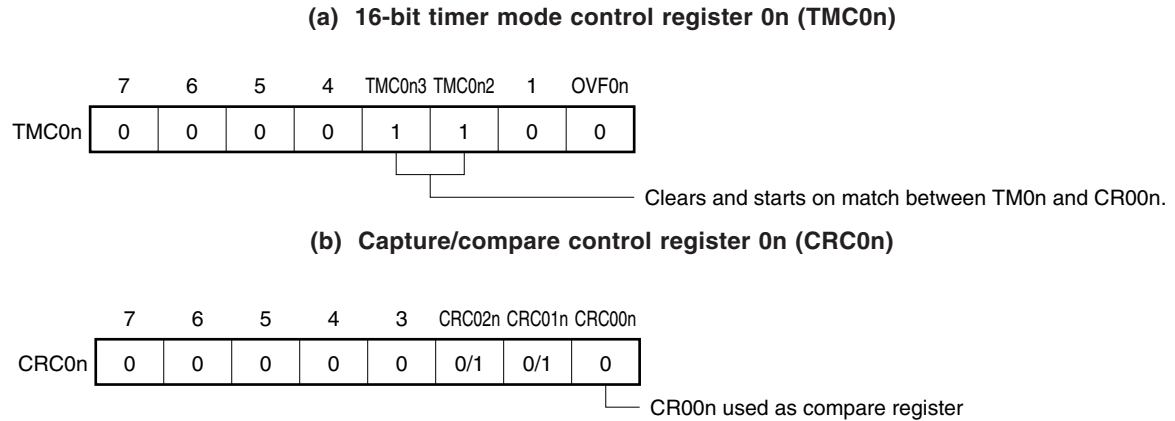 (a) 16-bit timer mode control register 0n (TMC0n)
7 6 5 4 TMC0n3 TMC0n2 1 OVF0n
TMC0n 0 0 0 0 1 1 0 0
Clears and starts on match between TM0n and CR00n.
(b) Capture/compare control register 0n (CRC0n)
7 6 5 4 3 CRC02n CRC01n CRC00n
CRC0n 0 0 0 0 0 0/1 0/1 0
CR00n used as compare register